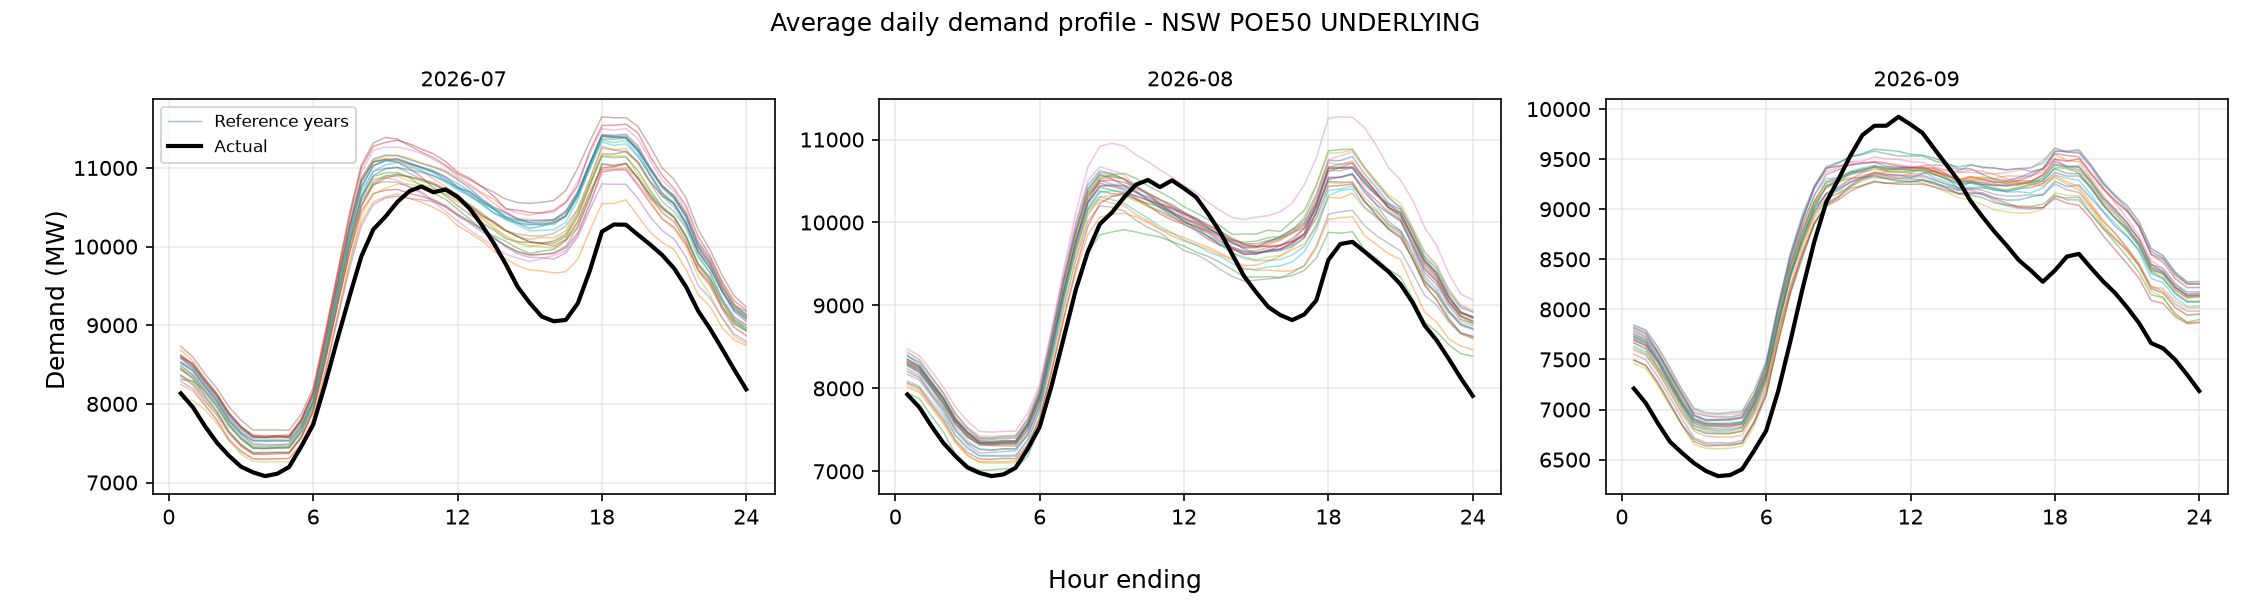 Average daily demand profile - NSW POE50 UNDERLYING
2026-07
2026-08
2026-09
Reference years
Actual
Demand (MW)
11000
10000
9000
8000
7000
0 6 12 18 24
11000
10000
9000
8000
7000
0 6 12 18 24
10000
9500
9000
8500
8000
7500
7000
6500
0 6 12 18 24
Hour ending